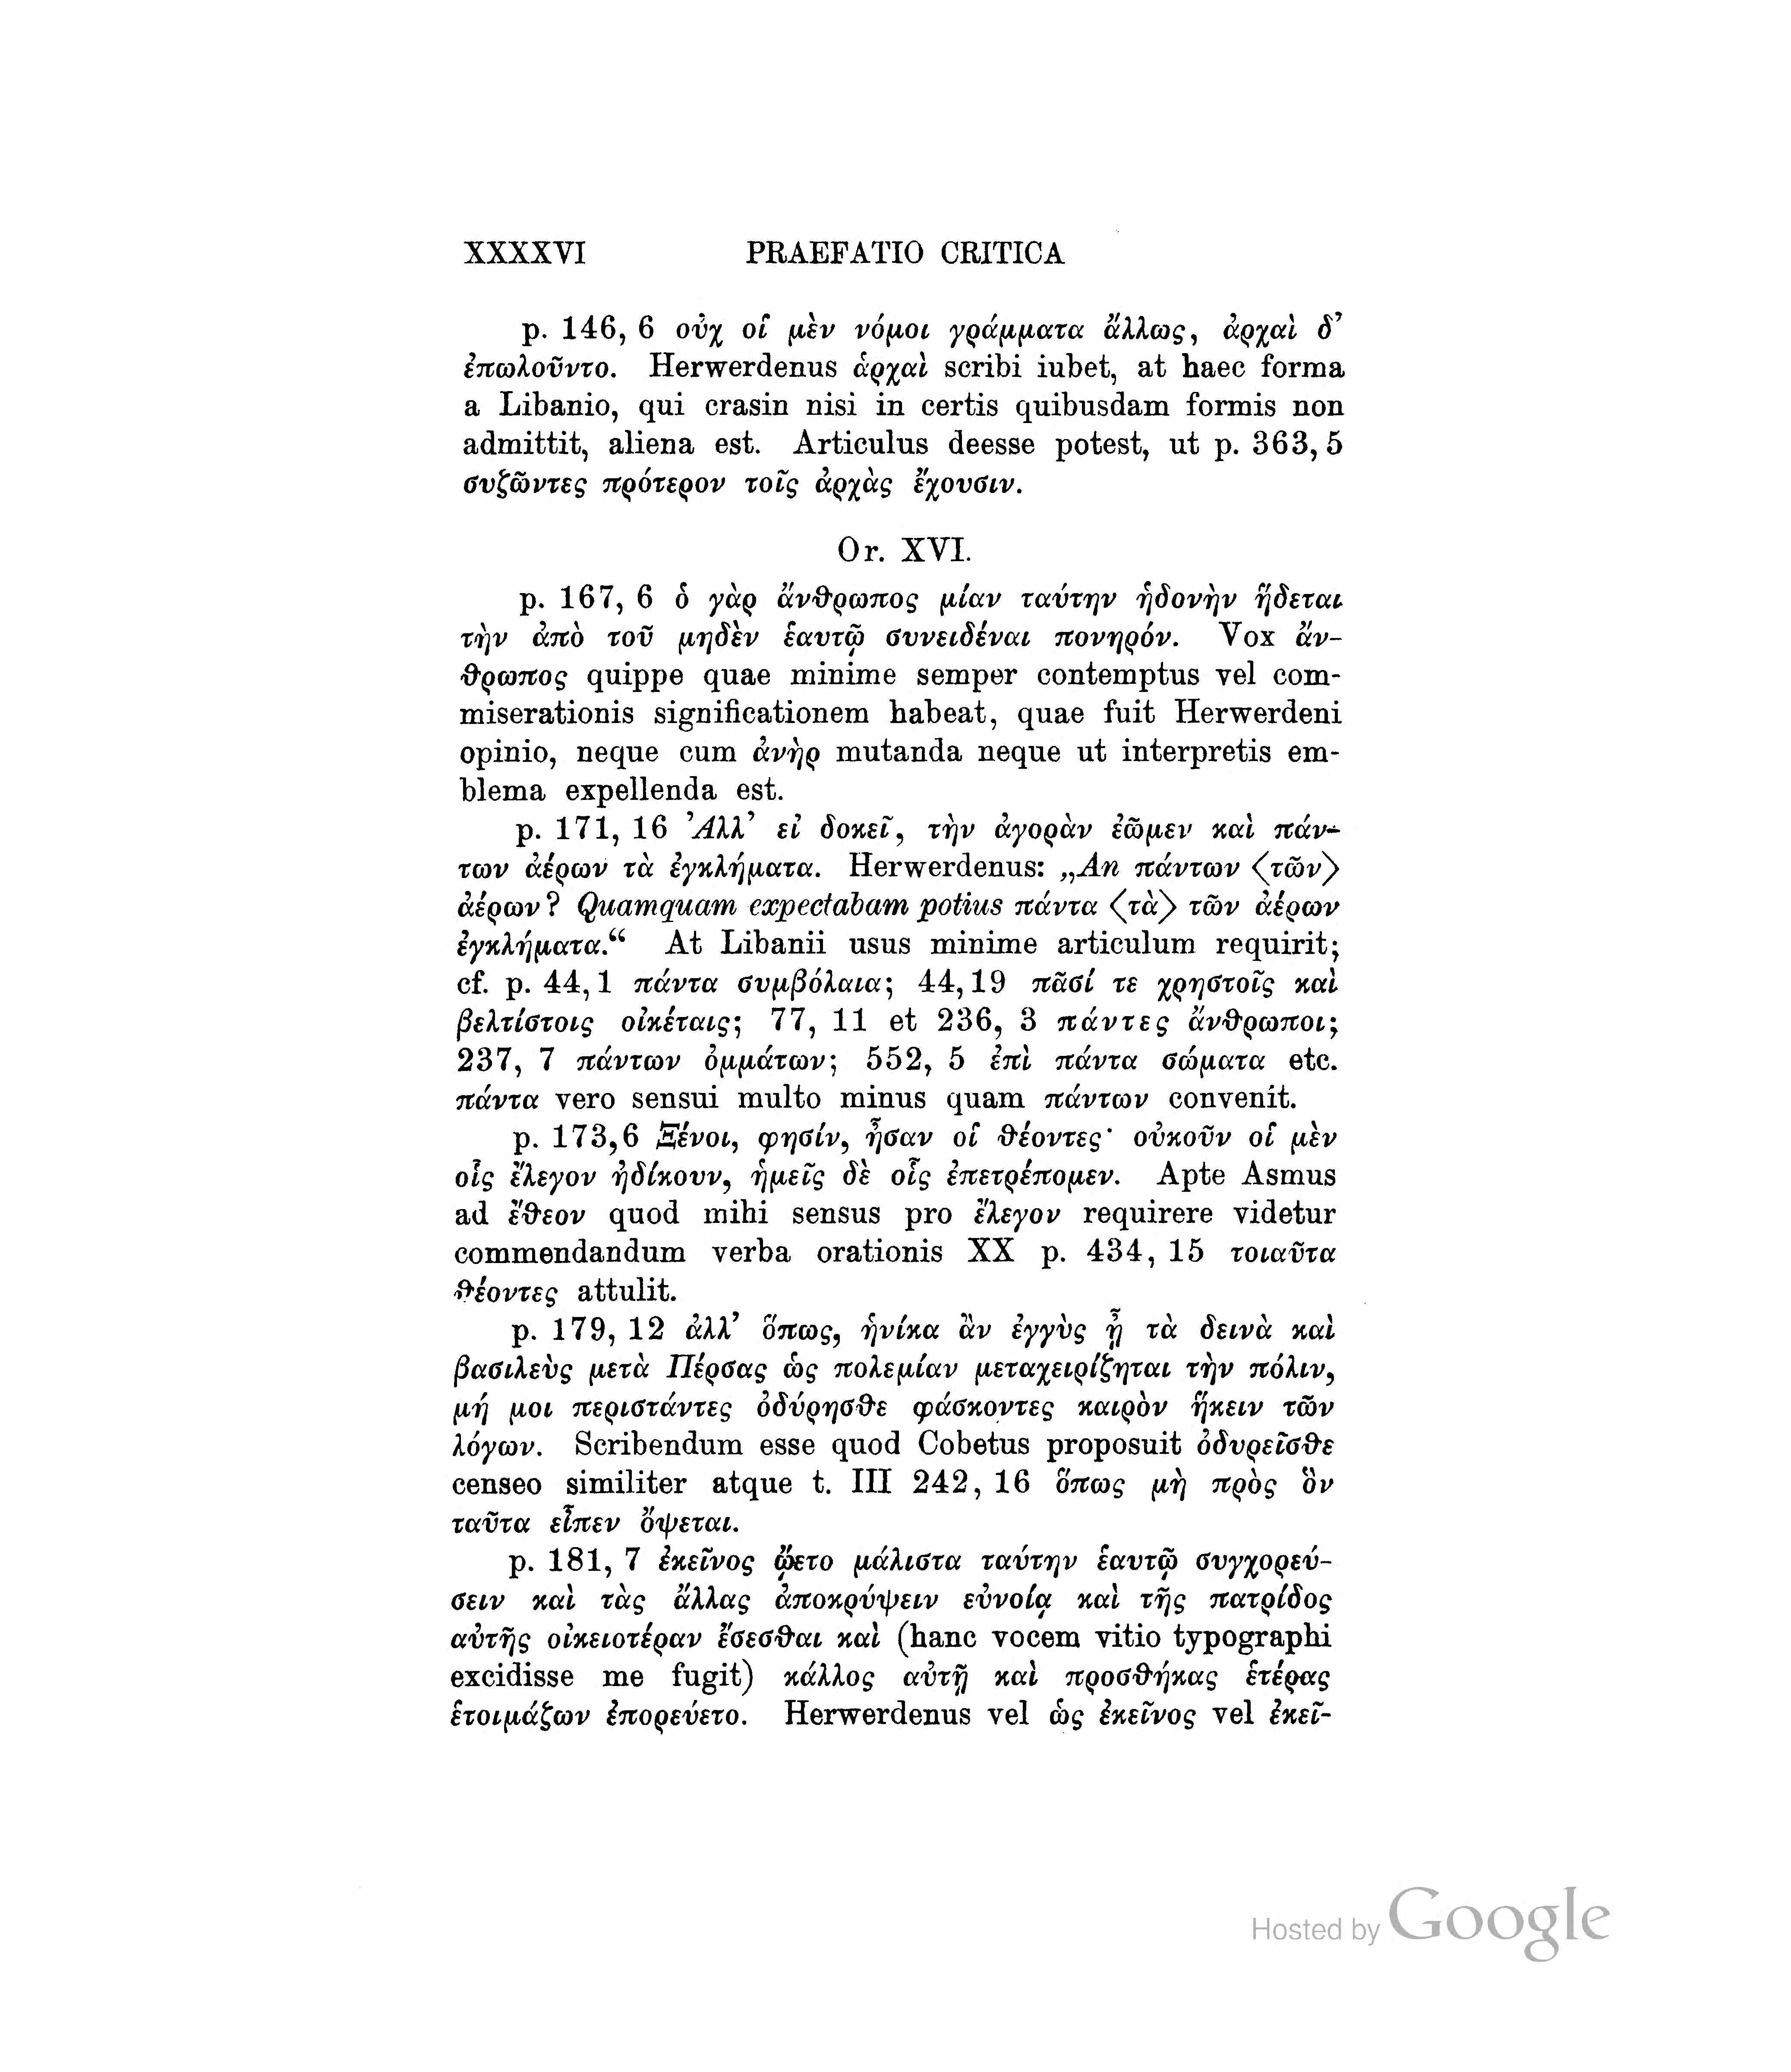 XXXXVI PRAEFATIO CRITICA
p. 146, 6 οὐχ οἱ μὲν νόμοι γράμματα ἄλλως, ἀρχαὶ δ’
ἐπωλοῦντο. Herwerdenus ἁρχαὶ scribi iubet, at haec forma
a Libanio, qui crasin nisi in certis quibusdam formis non
admittit, aliena est. Articulus deesse potest, ut p. 363, 5
συζῶντες πρότερον τοῖς ἀρχὰς ἔχουσιν.
Or. XVI.
p. 167, 6 ὁ γὰρ ἄνθρωπος μίαν ταύτην ἡδονὴν ἥδεται
τὴν ἀπὸ τοῦ μηδὲν ἑαυτῷ συνειδέναι πονηρόν. Vox ἄν-
θρωπος quippe quae minime semper contemptus vel com-
miserationis significationem habeat, quae fuit Herwerdeni
opinio, neque cum ἀνὴρ mutanda neque ut interpretis em-
blema expellenda est.
p. 171, 16 Ἀλλ’ εἰ δοκεῖ, τὴν ἀγορὰν ἐῶμεν καὶ πάν-
των ἀέρων τὰ ἐγκλήματα. Herwerdenus: „An πάντων <τῶν>
ἀέρων? Quamquam expectabam potius πάντα <τὰ> τῶν ἀέρων
ἐγκλήματα.“ At Libanii usus minime articulum requirit;
cf. p. 44, 1 πάντα συμβόλαια; 44, 19 πᾶσί τε χρηστοῖς καὶ
βελτίστοις οἰκέταις; 77, 11 et 236, 3 πάντες ἄνθρωποι;
237, 7 πάντων ὀμμάτων; 552, 5 ἐπὶ πάντα σώματα etc.
πάντα vero sensui multo minus quam πάντων convenit.
p. 173,6 Ξένοι, φησίν, ἦσαν οἱ θέοντες· οὐκοῦν οἱ μὲν
οἷς ἔλεγον ἠδίκουν, ἡμεῖς δὲ οἷς ἐπετρέπομεν. Apte Asmus
ad ἔθεον quod mihi sensus pro ἔλεγον requirere videtur
commendandum verba orationis XX p. 434, 15 τοιαῦτα
θέοντες attulit.
p. 179, 12 ἀλλ’ ὅπως, ἡνίκα ἂν ἐγγὺς ᾖ τὰ δεινὰ καὶ
βασιλεὺς μετὰ Πέρσας ὡς πολεμίαν μεταχειρίζηται τὴν πόλιν,
μή μοι περιστάντες ὀδύρησθε φάσκοντες καιρὸν ἥκειν τῶν
λόγων. Scribendum esse quod Cobetus proposuit ὀδυρεῖσθε
censeo similiter atque t. III 242, 16 ὅπως μὴ πρὸς ὃν
ταῦτα εἶπεν ὄψεται.
p. 181, 7 ἐκεῖνος ᾤετο μάλιστα ταύτην ἑαυτῷ συγχορεύ-
σειν καὶ τὰς ἄλλας ἀποκρύψειν εὐνοίᾳ καὶ τῆς πατρίδος
αὐτῆς οἰκειοτέραν ἔσεσθαι καὶ (hanc vocem vitio typographi
excidisse me fugit) κάλλος αὐτῇ καὶ προσθήκας ἑτέρας
ἑτοιμάζων ἐπορεύετο. Herwerdenus vel ὡς ἐκεῖνος vel ἐκεῖ-
Hosted by Google